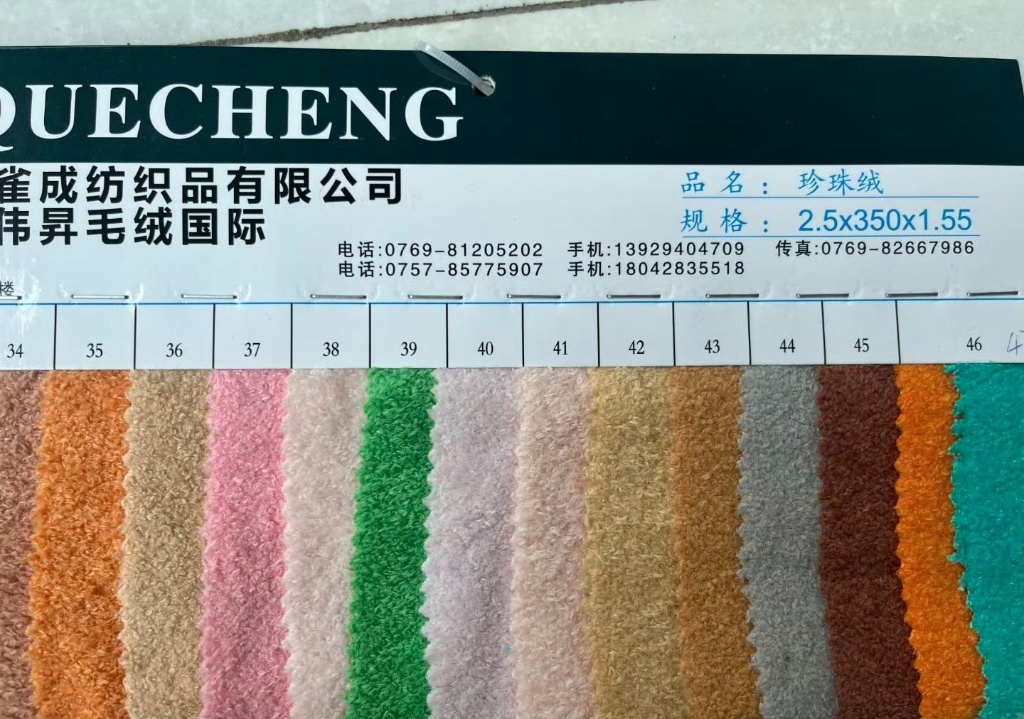 QUECHENG
雀成纺织品有限公司
伟昇毛绒国际
品名：珍珠绒
规格：2.5x350x1.55
电话:0769-81205202 手机:13929404709 传真:0769-82667986
电话:0757-85775907 手机:18042835518
楼
34 35 36 37 38 39 40 41 42 43 44 45 46